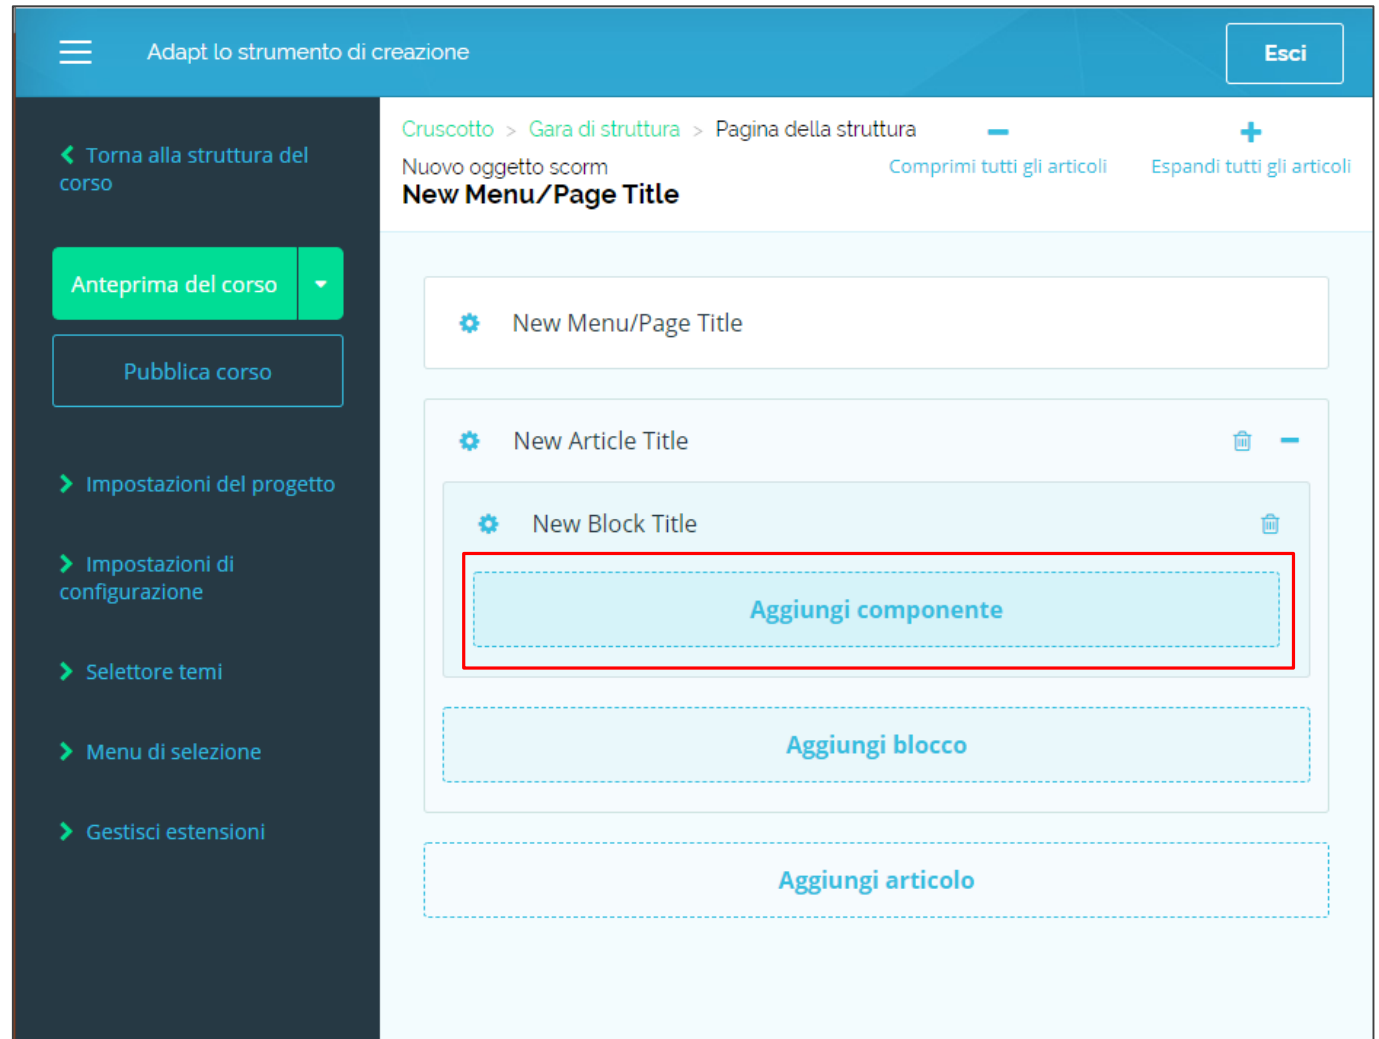 Adapt lo strumento di creazione
Esci
Torna alla struttura del
corso
Anteprima del corso
Pubblica corso
Impostazioni del progetto
Impostazioni di
configurazione
Selettore temi
Menu di selezione
Gestisci estensioni
Cruscotto > Gara di struttura > Pagina della struttura
Nuovo oggetto scorm
New Menu/Page Title
Comprimi tutti gli articoli
Espandi tutti gli articoli
New Menu/Page Title
New Article Title
New Block Title
Aggiungi componente
Aggiungi blocco
Aggiungi articolo